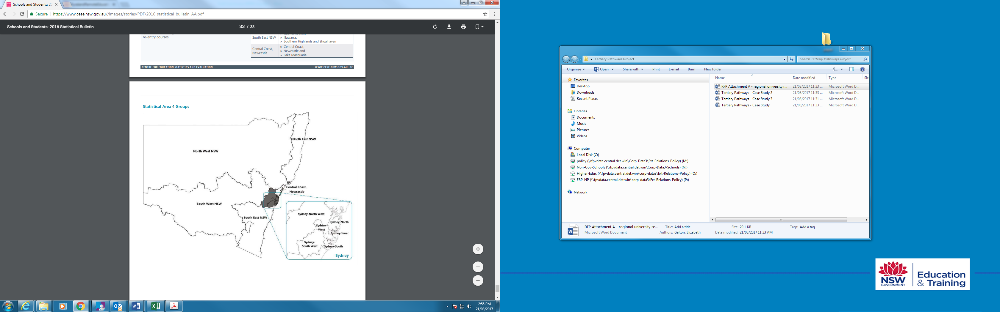 Schools and Students: 20
Secure
https://www.cese.nsw.gov.au//images/stories/PDF/2016_statistical_bulletin_AA.pdf
Schools and Students: 2016 Statistical Bulletin
33 / 33
re-entry courses.
South East NSW
» Illawarra,
» Southern Highlands and Shoalhaven
Central Coast,
Newcastle
» Central Coast,
» Newcastle and
» Lake Macquarie
CENTRE FOR EDUCATION STATISTICS AND EVALUATION
WWW.CESE.NSW.GOV.AU 32
Statistical Area 4 Groups
North East NSW
North West NSW
Central Coast,
Newcastle
South West NSW
South East NSW
Sydney-North West
Sydney-North
Sydney-
West
Sydney-Inner
Sydney-
South West
Sydney-South
Sydney
2:56 PM
21/08/2017
Tertiary Pathways Project
Search Tertiary Pathways Project
Organize
Open
Share with
Print
E-mail
Burn
New folder
Favorites
Desktop
Downloads
Recent Places
Libraries
Documents
Music
Pictures
Videos
Computer
Local Disk (C:)
policy (\\fpvdata.central.det.win\Corp-Data3\Ext-Relations-Policy) (M:)
Non-Gov-Schools (\\fpvdata.central.det.win\Corp-Data3\Schools) (N:)
Higher-Educ (\\fpvdata.central.det.win\corp-data3\Ext-Relations-Policy) (O:)
ERP-NP (\\fpvdata.central.det.win\corp-data3\Ext-Relations-Policy) (P:)
Network
Name Date modified Type Size
RFP Attachment A - regional university r... 21/08/2017 11:33 ... Microsoft Word D...
Tertiary Pathways - Case Study 2 21/08/2017 11:33 ... Microsoft Word D...
Tertiary Pathways - Case Study 3 21/08/2017 11:31 ... Microsoft Word D...
Tertiary Pathways - Case Study 21/08/2017 11:33 ... Microsoft Word D...
RFP Attachment A - regional university re... Title: Add a title Size: 20.1 KB Tags: Add a tag
Microsoft Word Document Authors: Galton, Elizabeth Date modified: 21/08/2017 11:33 AM
NSW
GOVERNMENT
Education
& Training